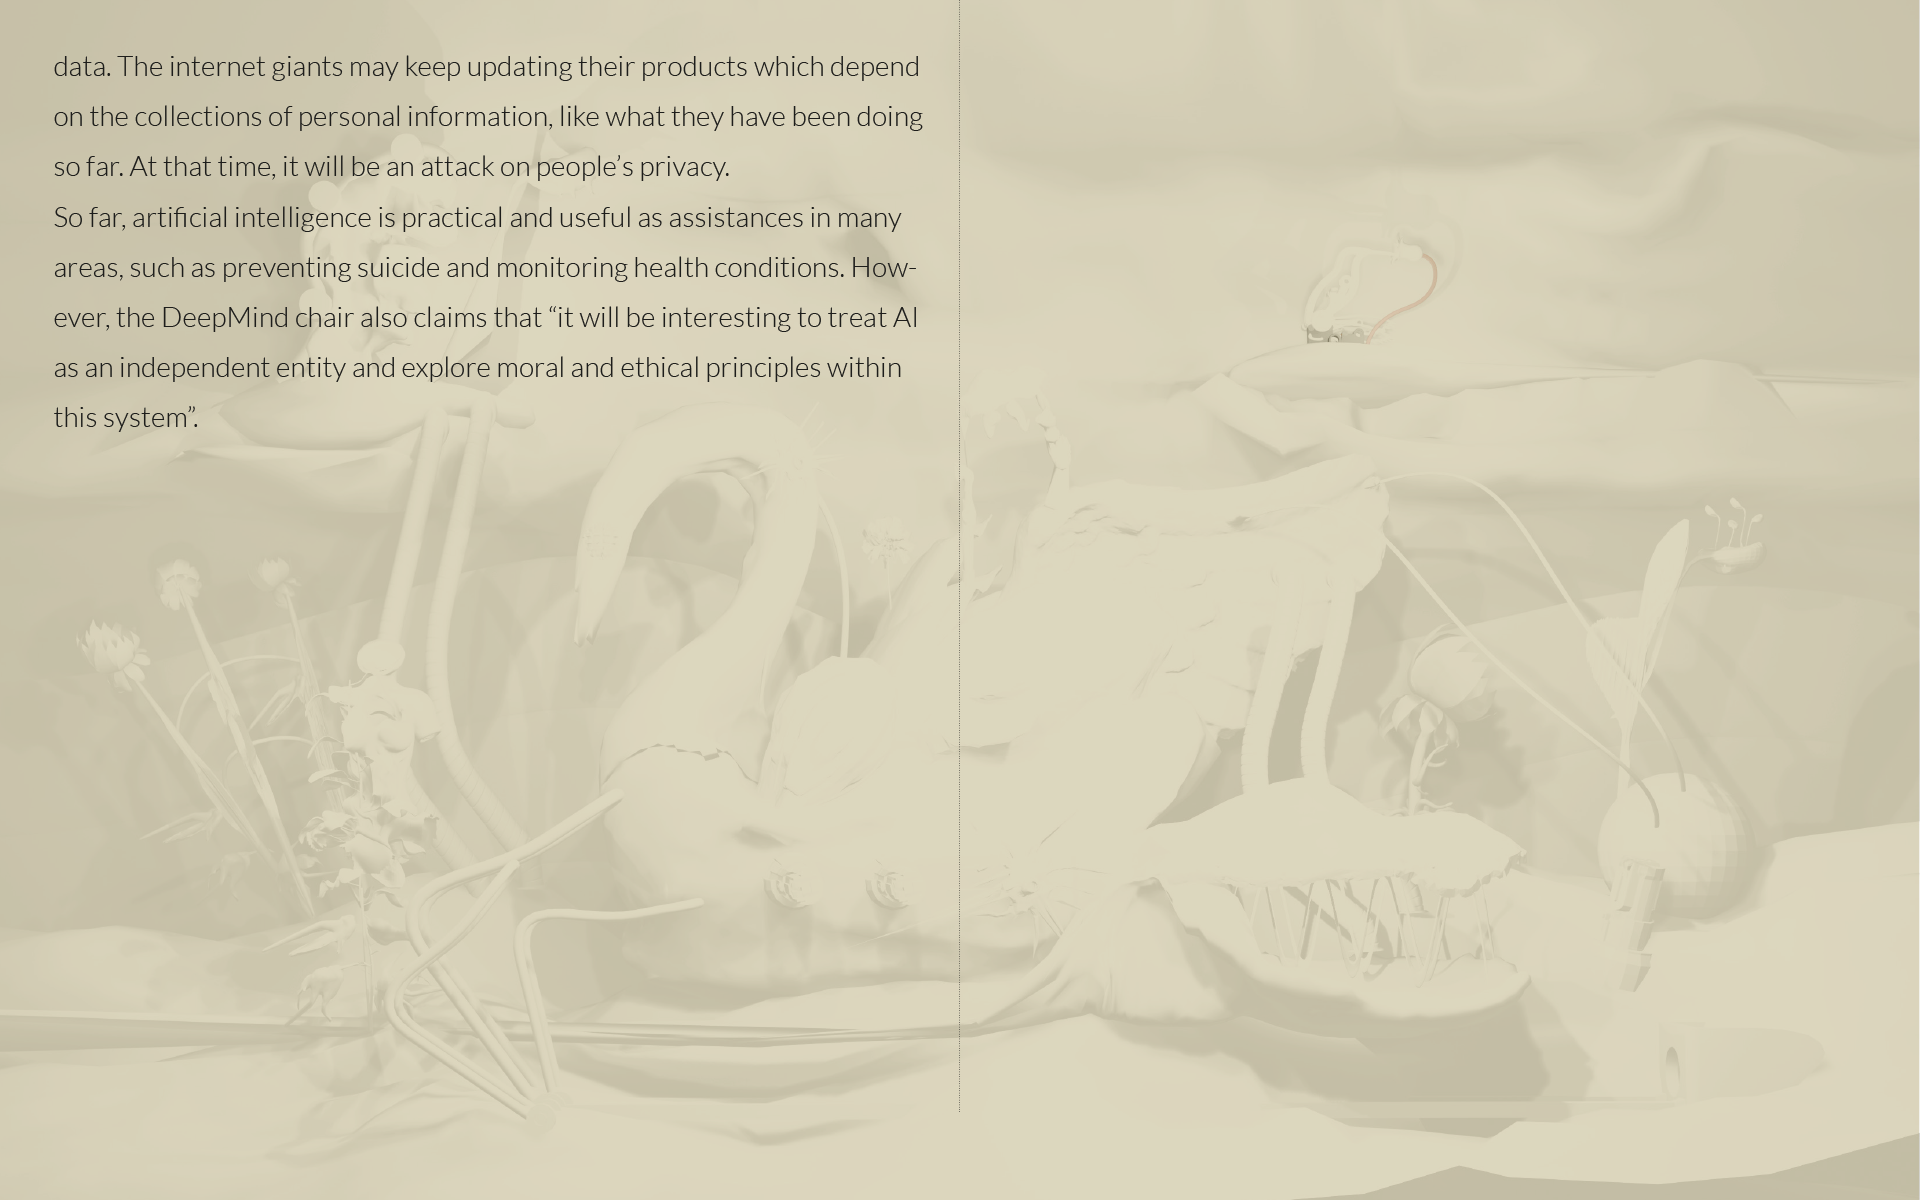 data. The internet giants may keep updating their products which depend
on the collections of personal information, like what they have been doing
so far. At that time, it will be an attack on people’s privacy.
So far, artificial intelligence is practical and useful as assistances in many
areas, such as preventing suicide and monitoring health conditions. How-
ever, the DeepMind chair also claims that “it will be interesting to treat AI
as an independent entity and explore moral and ethical principles within
this system”.